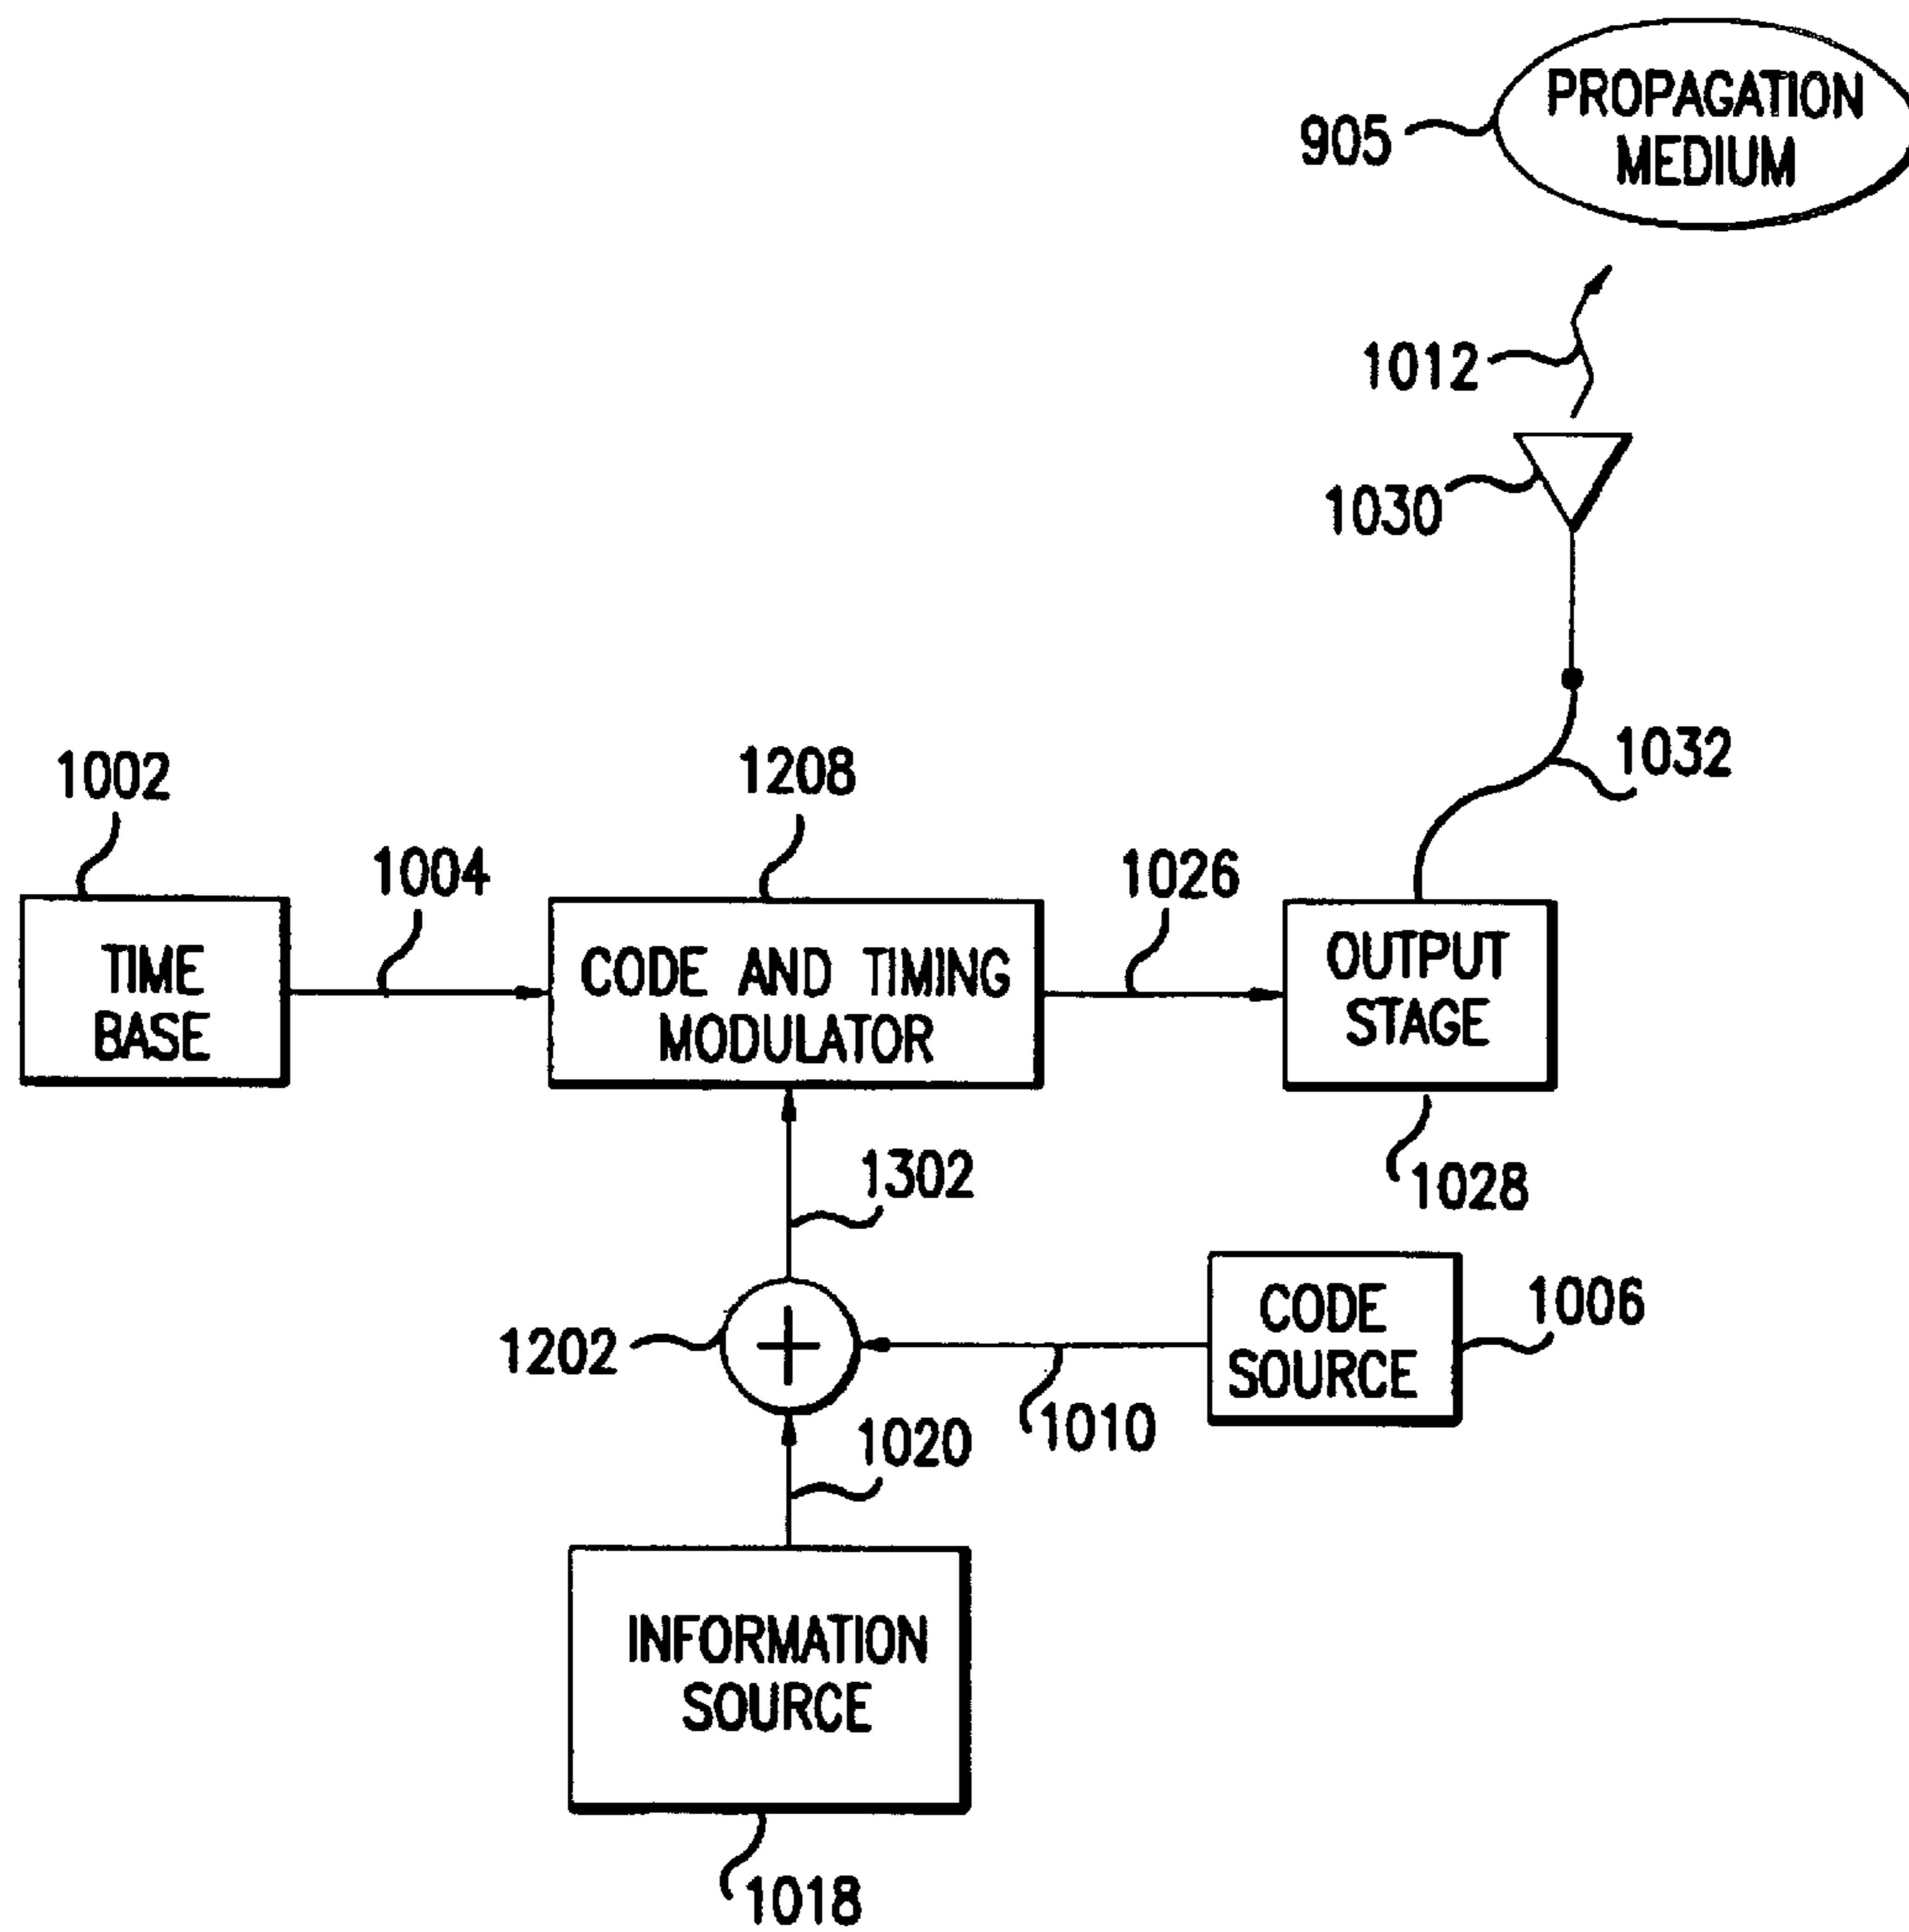 PROPAGATION
MEDIUM
905
1012
1030
1032
1002
1004
1208
1026
TIME
BASE
CODE AND TIMING
MODULATOR
OUTPUT
STAGE
1028
1302
1202
CODE
SOURCE
1006
1010
1020
INFORMATION
SOURCE
1018